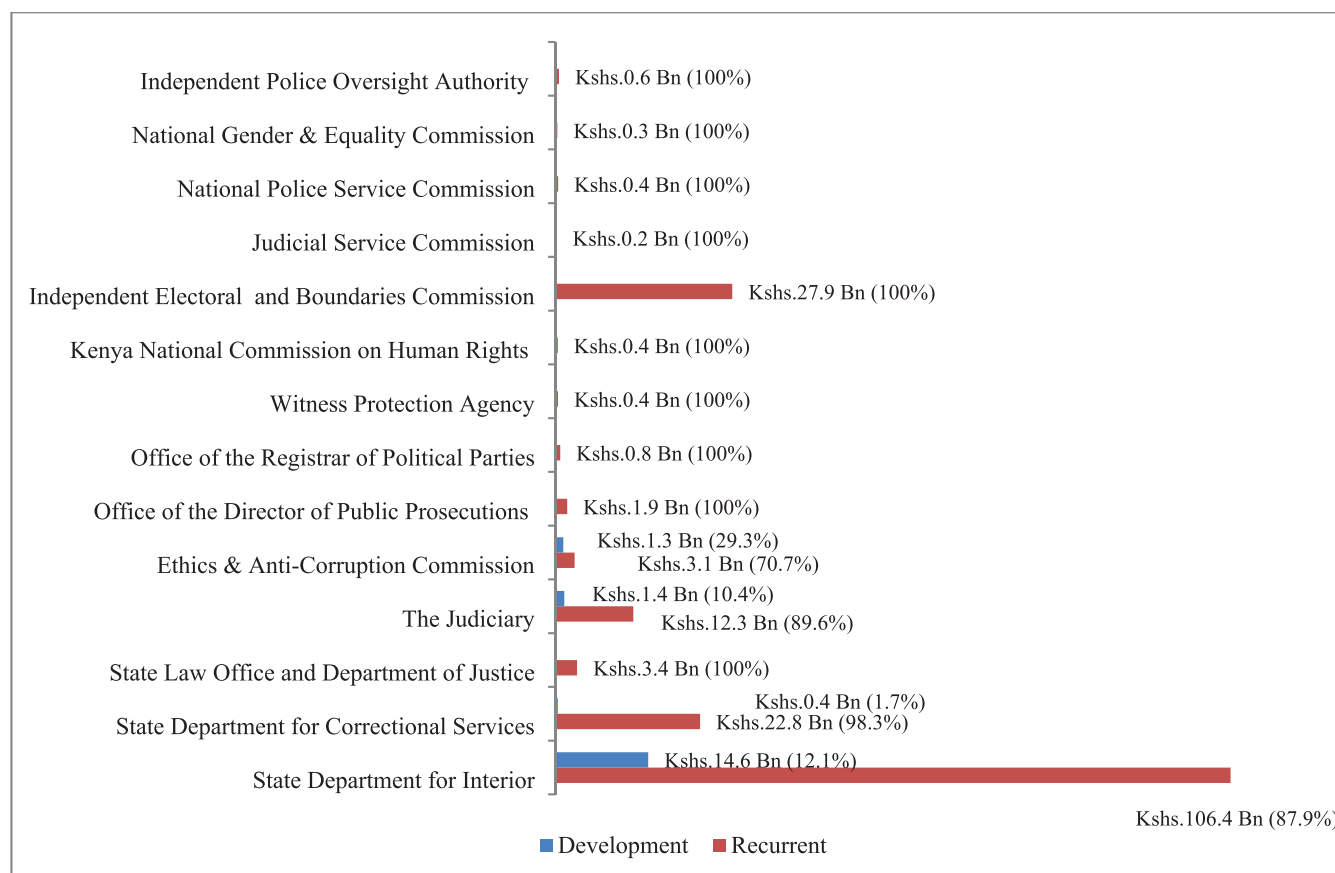 Independent Police Oversight Authority Kshs.0.6 Bn (100%)
National Gender & Equality Commission Kshs.0.3 Bn (100%)
National Police Service Commission Kshs.0.4 Bn (100%)
Judicial Service Commission Kshs.0.2 Bn (100%)
Independent Electoral and Boundaries Commission Kshs.27.9 Bn (100%)
Kenya National Commission on Human Rights Kshs.0.4 Bn (100%)
Witness Protection Agency Kshs.0.4 Bn (100%)
Office of the Registrar of Political Parties Kshs.0.8 Bn (100%)
Office of the Director of Public Prosecutions Kshs.1.9 Bn (100%)
Kshs.1.3 Bn (29.3%)
Ethics & Anti-Corruption Commission Kshs.3.1 Bn (70.7%)
Kshs.1.4 Bn (10.4%)
The Judiciary Kshs.12.3 Bn (89.6%)
State Law Office and Department of Justice Kshs.3.4 Bn (100%)
Kshs.0.4 Bn (1.7%)
State Department for Correctional Services Kshs.22.8 Bn (98.3%)
Kshs.14.6 Bn (12.1%)
State Department for Interior
Kshs.106.4 Bn (87.9%)
Development Recurrent